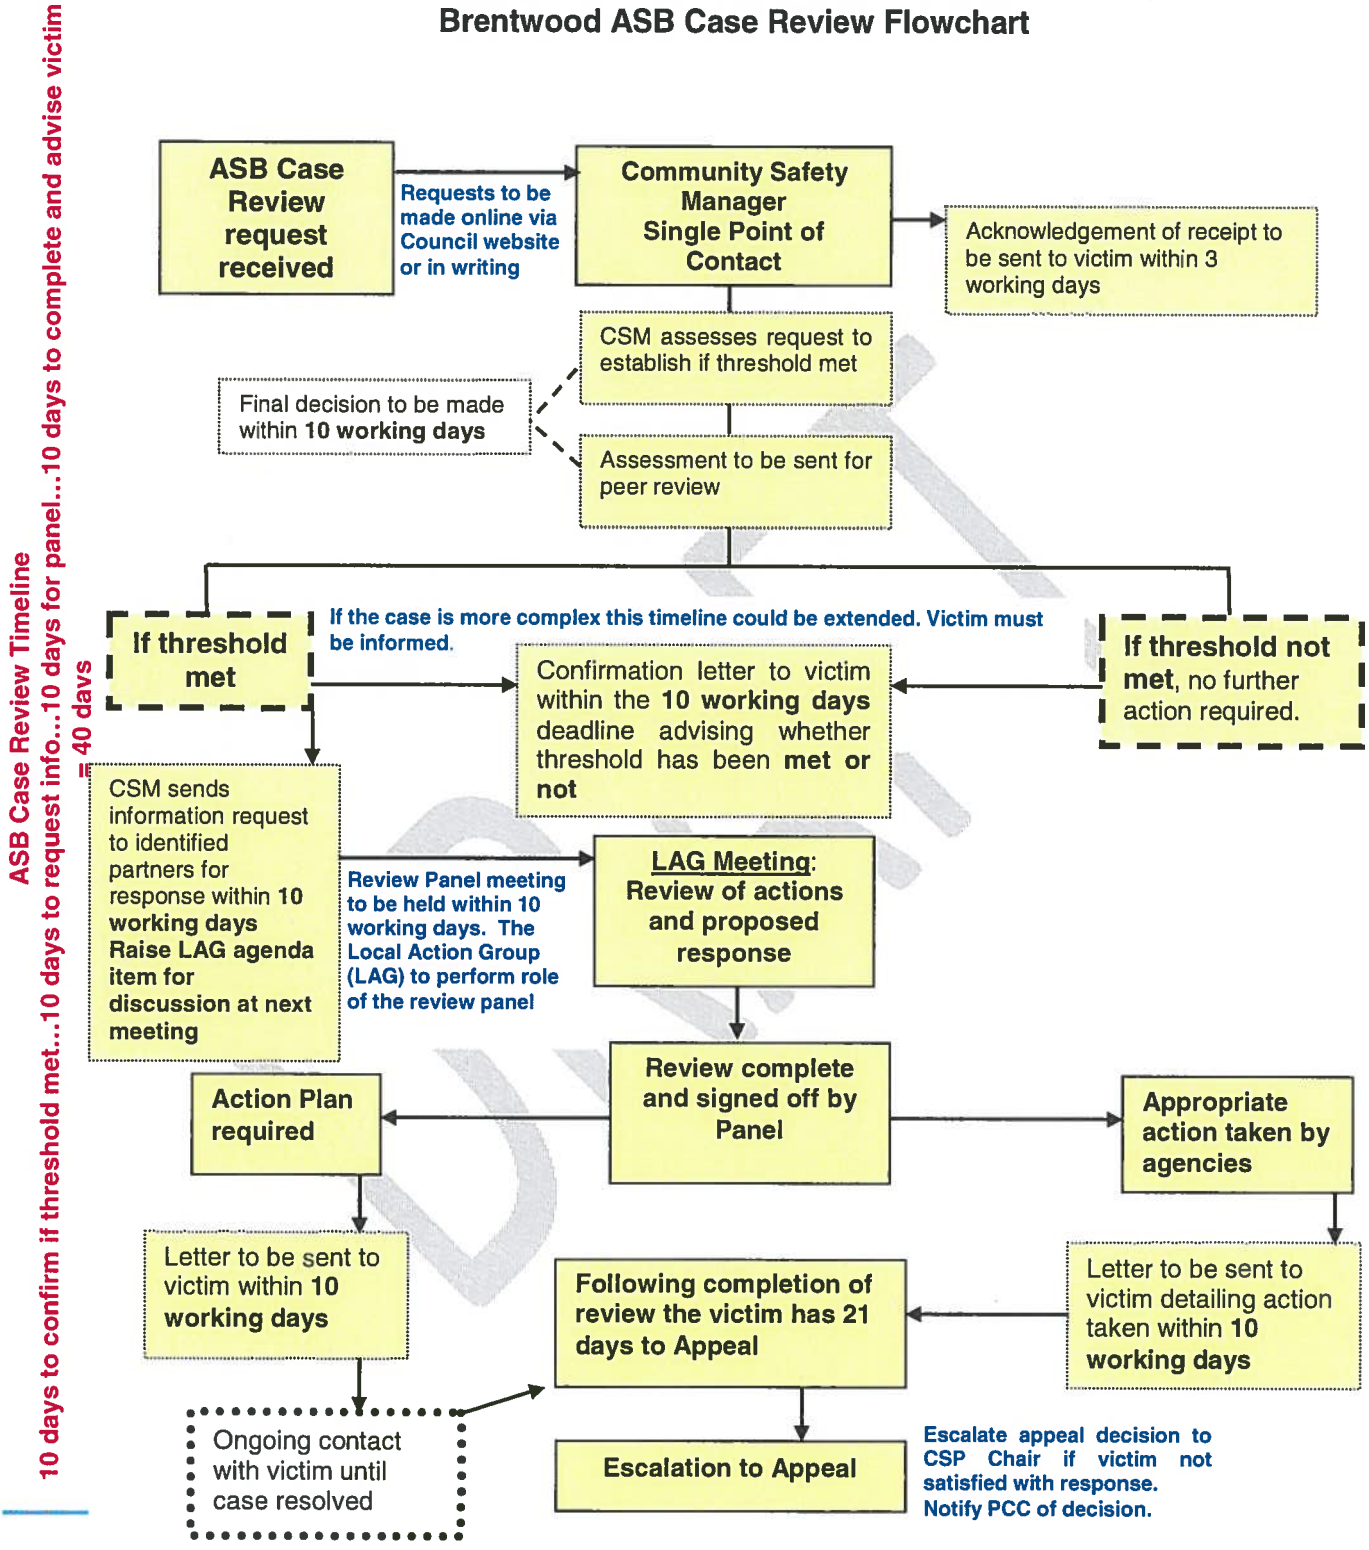 Brentwood ASB Case Review Flowchart
ASB Case Review Timeline
10 days to confirm if threshold met...10 days to request info...10 days for panel...10 days to complete and advise victim
= 40 days
ASB Case
Review
request
received
Requests to be
made online via
Council website
or in writing
Community Safety
Manager
Single Point of
Contact
Acknowledgement of receipt to
be sent to victim within 3
working days
CSM assesses request to
establish if threshold met
Final decision to be made
within 10 working days
Assessment to be sent for
peer review
If threshold
met
If the case is more complex this timeline could be extended. Victim must
be informed.
If threshold not
met, no further
action required.
Confirmation letter to victim
within the 10 working days
deadline advising whether
threshold has been met or
not
CSM sends
information request
to identified
partners for
response within 10
working days
Raise LAG agenda
item for
discussion at next
meeting
Review Panel meeting
to be held within 10
working days. The
Local Action Group
(LAG) to perform role
of the review panel
LAG Meeting:
Review of actions
and proposed
response
Review complete
and signed off by
Panel
Action Plan
required
Appropriate
action taken by
agencies
Letter to be sent to
victim within 10
working days
Following completion of
review the victim has 21
days to Appeal
Letter to be sent to
victim detailing action
taken within 10
working days
Ongoing contact
with victim until
case resolved
Escalation to Appeal
Escalate appeal decision to
CSP Chair if victim not
satisfied with response.
Notify PCC of decision.
DRAFT